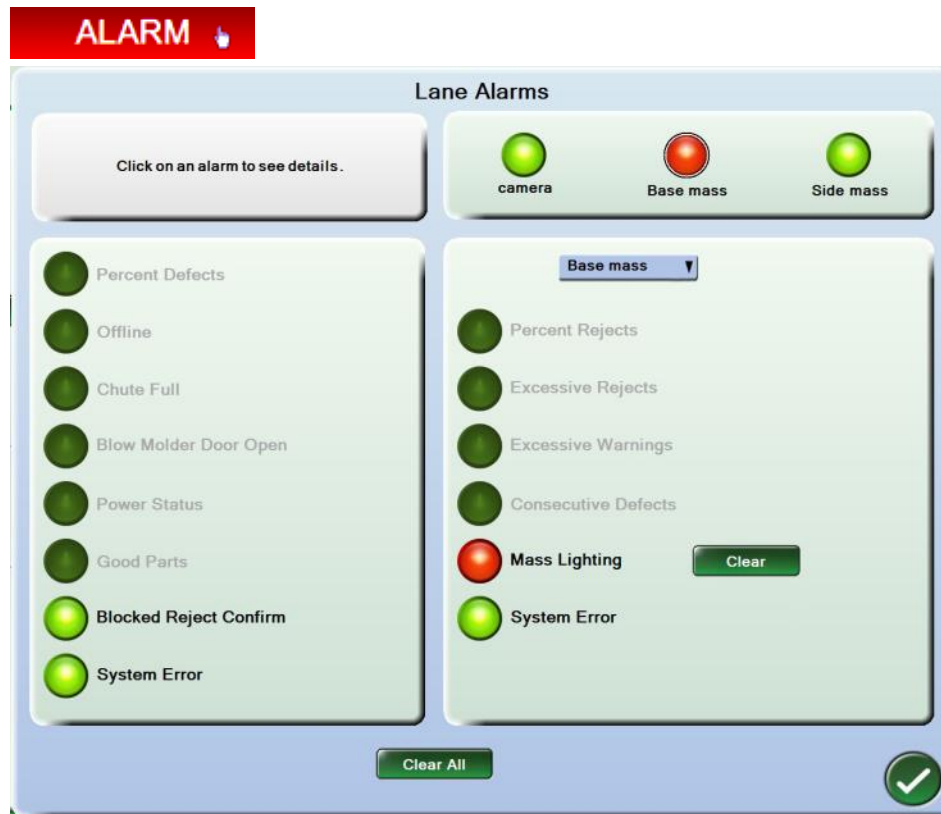 ALARM
Lane Alarms
Click on an alarm to see details.
camera
Base mass
Side mass
Percent Defects
Offline
Chute Full
Blow Molder Door Open
Power Status
Good Parts
Blocked Reject Confirm
System Error
Base mass
Percent Rejects
Excessive Rejects
Excessive Warnings
Consecutive Defects
Mass Lighting
Clear
System Error
Clear All